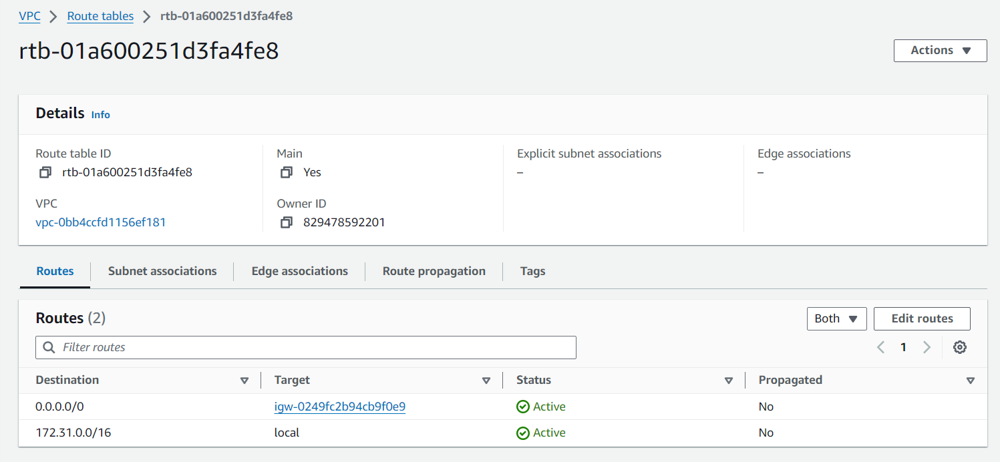 VPC > Route tables > rtb-01a600251d3fa4fe8
rtb-01a600251d3fa4fe8
Actions
Details Info
Route table ID
rtb-01a600251d3fa4fe8
Main
Yes
Explicit subnet associations
–
Edge associations
–
VPC
vpc-0bb4ccfd1156ef181
Owner ID
829478592201
Routes Subnet associations Edge associations Route propagation Tags
Routes (2)
Both Edit routes
Filter routes
1
Destination Target Status Propagated
0.0.0.0/0 igw-0249fc2b94cb9f0e9 Active No
172.31.0.0/16 local Active No